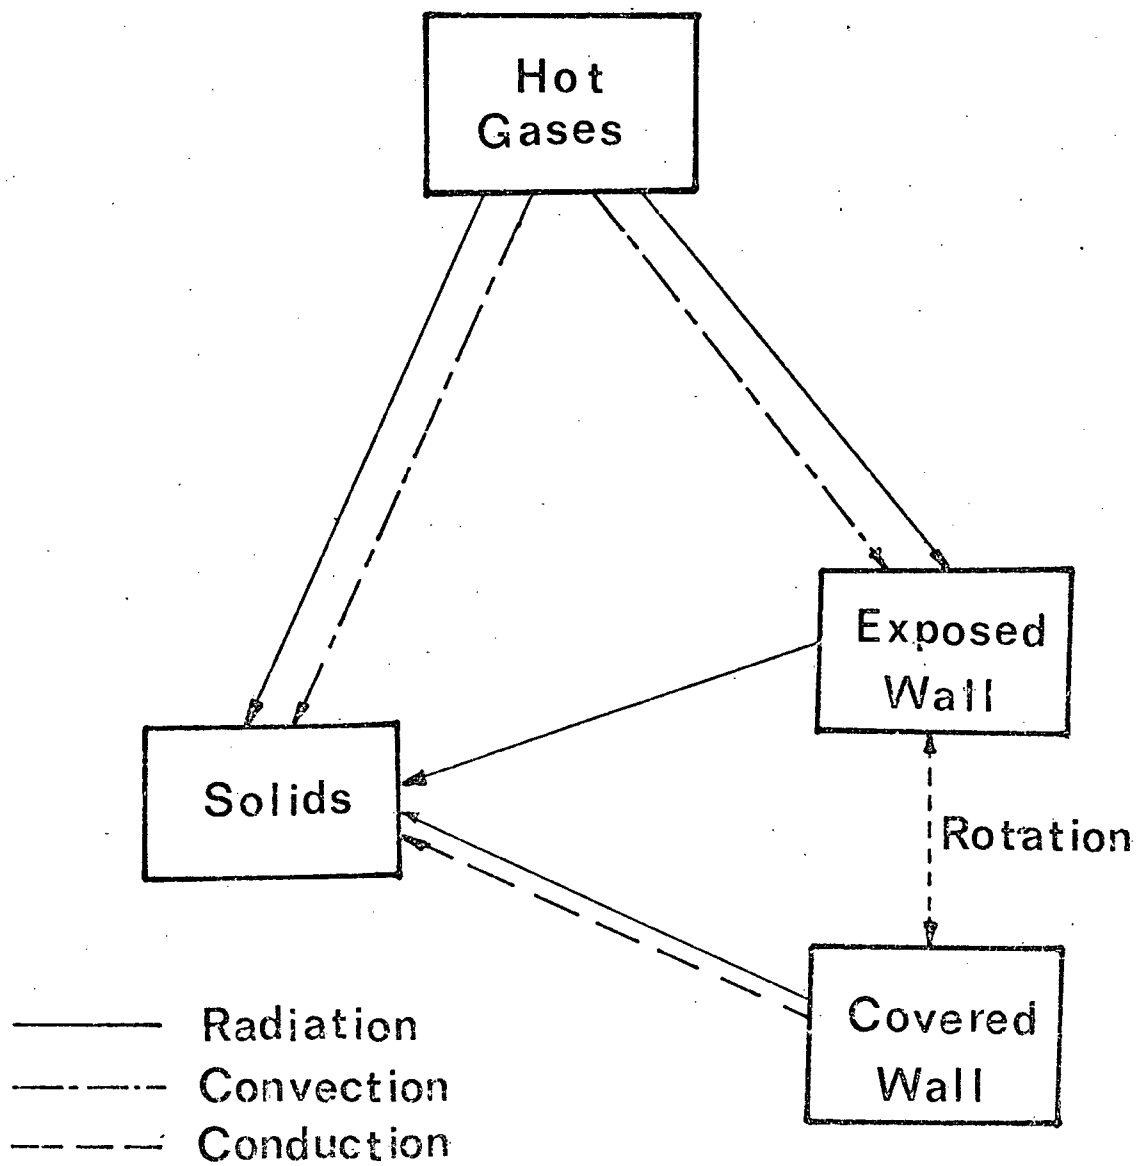 Hot
Gases
Exposed
Wall
Solids
Rotation
Covered
Wall
Radiation
Convection
Conduction